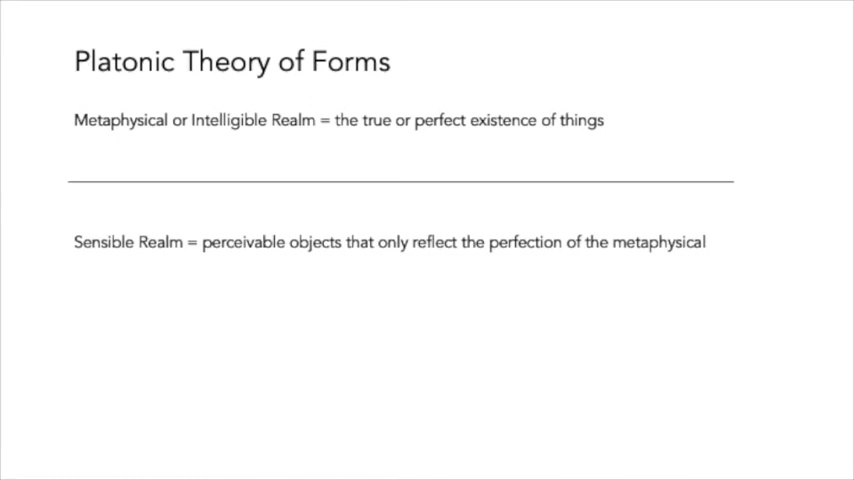 Platonic Theory of Forms
Metaphysical or Intelligible Realm = the true or perfect existence of things
Sensible Realm = perceivable objects that only reflect the perfection of the metaphysical